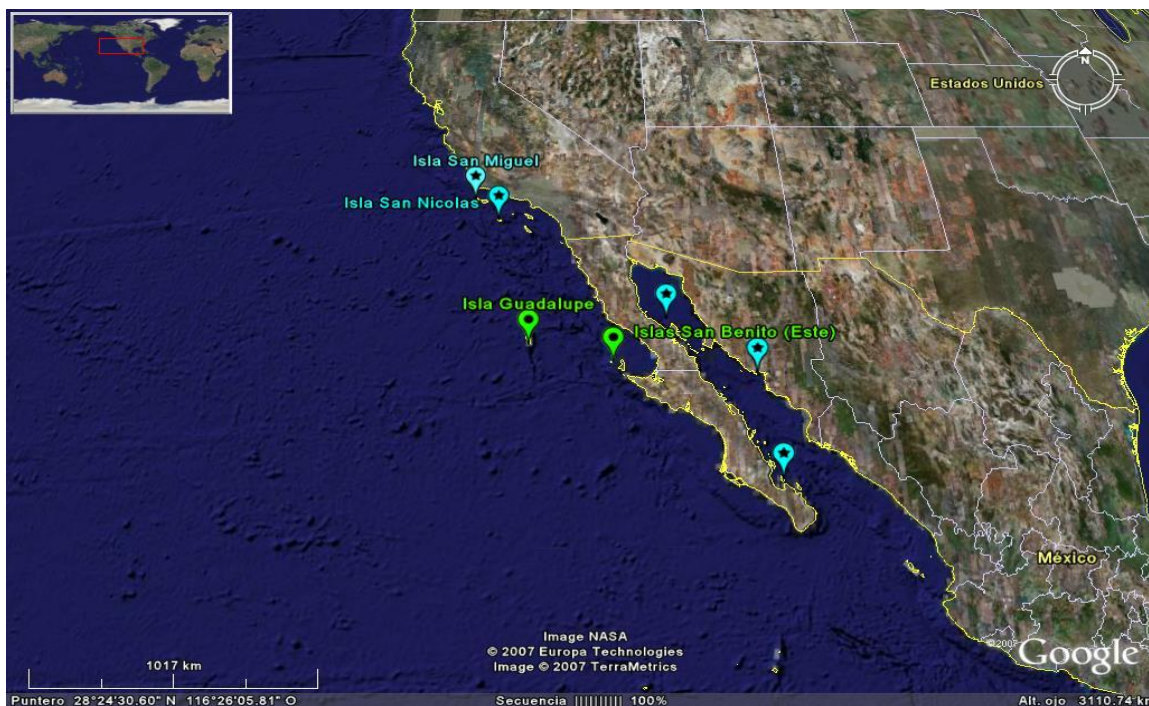 N
Estados Unidos
Isla San Miguel
Isla San Nicolas
Isla Guadalupe
Islas San Benito (Este)
México
Image NASA
© 2007 Europa Technologies
Image © 2007 TerraMetrics
©2007 Google
1017 km
Puntero 28°24'30.60" N 116°26'05.81" O
Secuencia |||||||||| 100%
Alt. ojo 3110.74 km